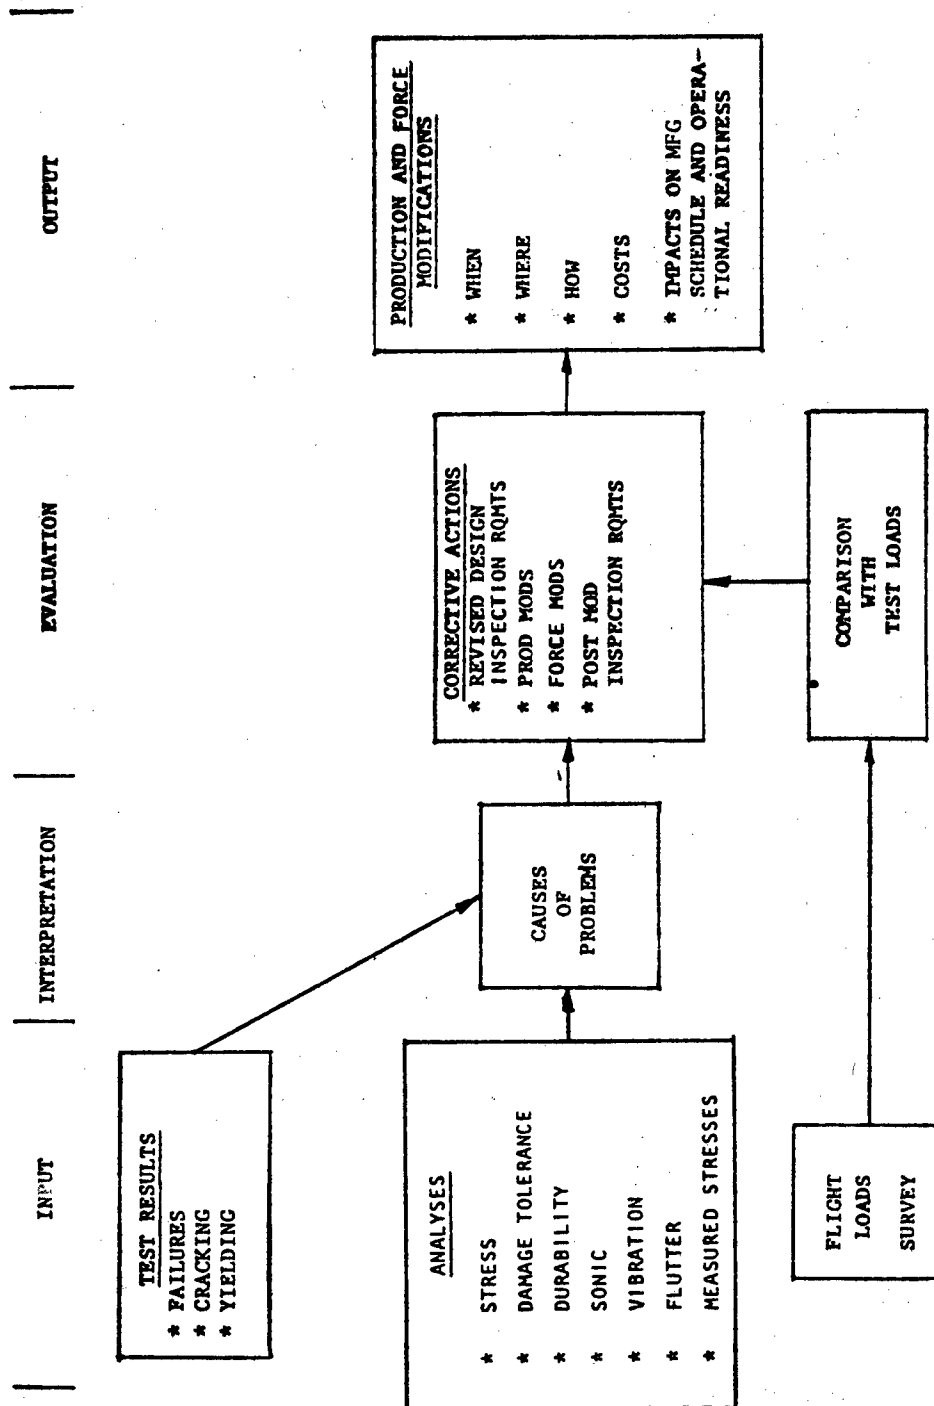 INPUT
INTERPRETATION
EVALUATION
OUTPUT
TEST RESULTS
* FAILURES
* CRACKING
* YIELDING
ANALYSES
* STRESS
* DAMAGE TOLERANCE
* DURABILITY
* SONIC
* VIBRATION
* FLUTTER
* MEASURED STRESSES
FLIGHT
LOADS
SURVEY
CAUSES
OF
PROBLEMS
CORRECTIVE ACTIONS
* REVISED DESIGN
INSPECTION RQMTS
* PROD MODS
* FORCE MODS
* POST MOD
INSPECTION RQMTS
COMPARISON
WITH
TEST LOADS
PRODUCTION AND FORCE
MODIFICATIONS
* WHEN
* WHERE
* HOW
* COSTS
* IMPACTS ON MFG
SCHEDULE AND OPERA-
TIONAL READINESS